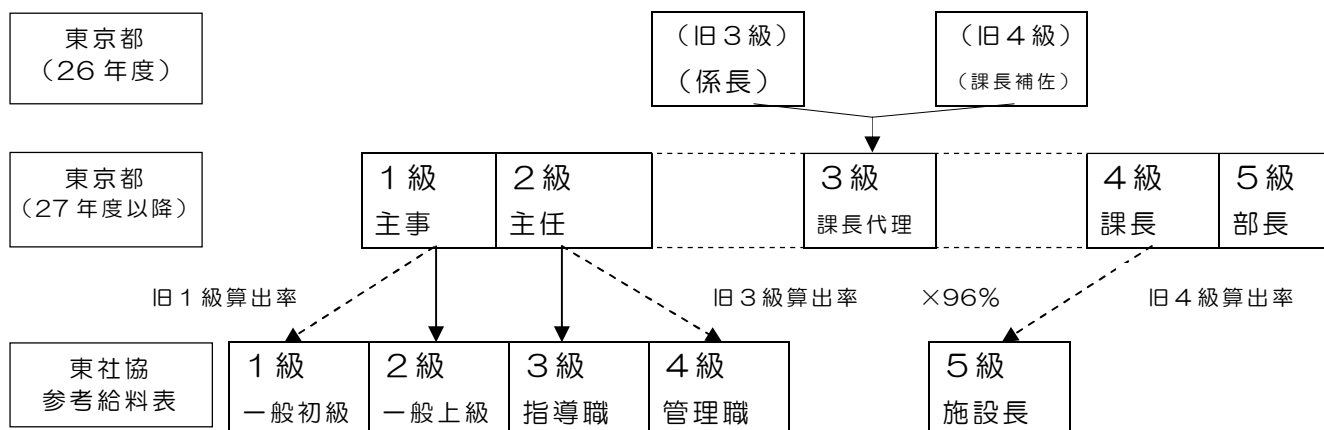 東京都
（26年度）
（旧3級）
（係長）
（旧4級）
（課長補佐）
東京都
（27年度以降）
1級
主事
2級
主任
3級
課長代理
4級
課長
5級
部長
旧1級算出率
旧3級算出率
×96%
旧4級算出率
東社協
参考給料表
1級
一般初級
2級
一般上級
3級
指導職
4級
管理職
5級
施設長